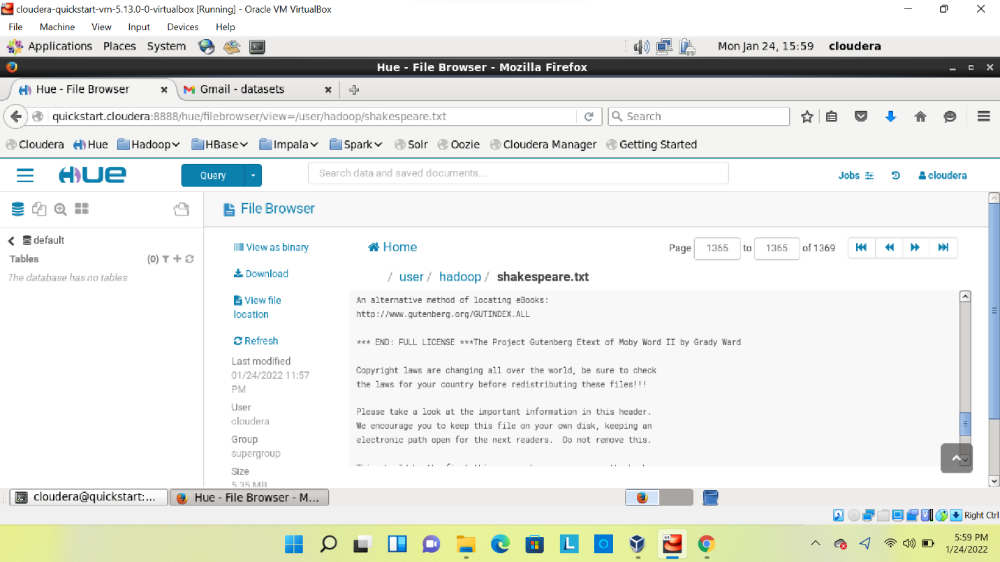 cloudera-quickstart-vm-5.13.0-0-virtualbox [Running] - Oracle VM VirtualBox
File Machine View Input Devices Help
Applications Places System Mon Jan 24, 15:59 cloudera
Hue - File Browser - Mozilla Firefox
Hue - File Browser Gmail - datasets
quickstart.cloudera:8888/hue/filebrowser/view=/user/hadoop/shakespeare.txt Search
Cloudera Hue Hadoop HBase Impala Spark Solr Oozie Cloudera Manager Getting Started
HUE Query Search data and saved documents... Jobs cloudera
File Browser
default
Tables (0)
The database has no tables
View as binary
Download
View file
location
Refresh
Last modified
01/24/2022 11:57
PM
User
cloudera
Group
supergroup
Size
5.35 MB
Home Page 1365 to 1365 of 1369
/ user / hadoop / shakespeare.txt
An alternative method of locating eBooks:
http://www.gutenberg.org/GUTINDEX.ALL
*** END: FULL LICENSE ***The Project Gutenberg Etext of Moby Word II by Grady Ward
Copyright laws are changing all over the world, be sure to check
the laws for your country before redistributing these files!!!
Please take a look at the important information in this header.
We encourage you to keep this file on your own disk, keeping an
electronic path open for the next readers.  Do not remove this.
cloudera@quickstart:... Hue - File Browser - M...
Right Ctrl
5:59 PM
1/24/2022